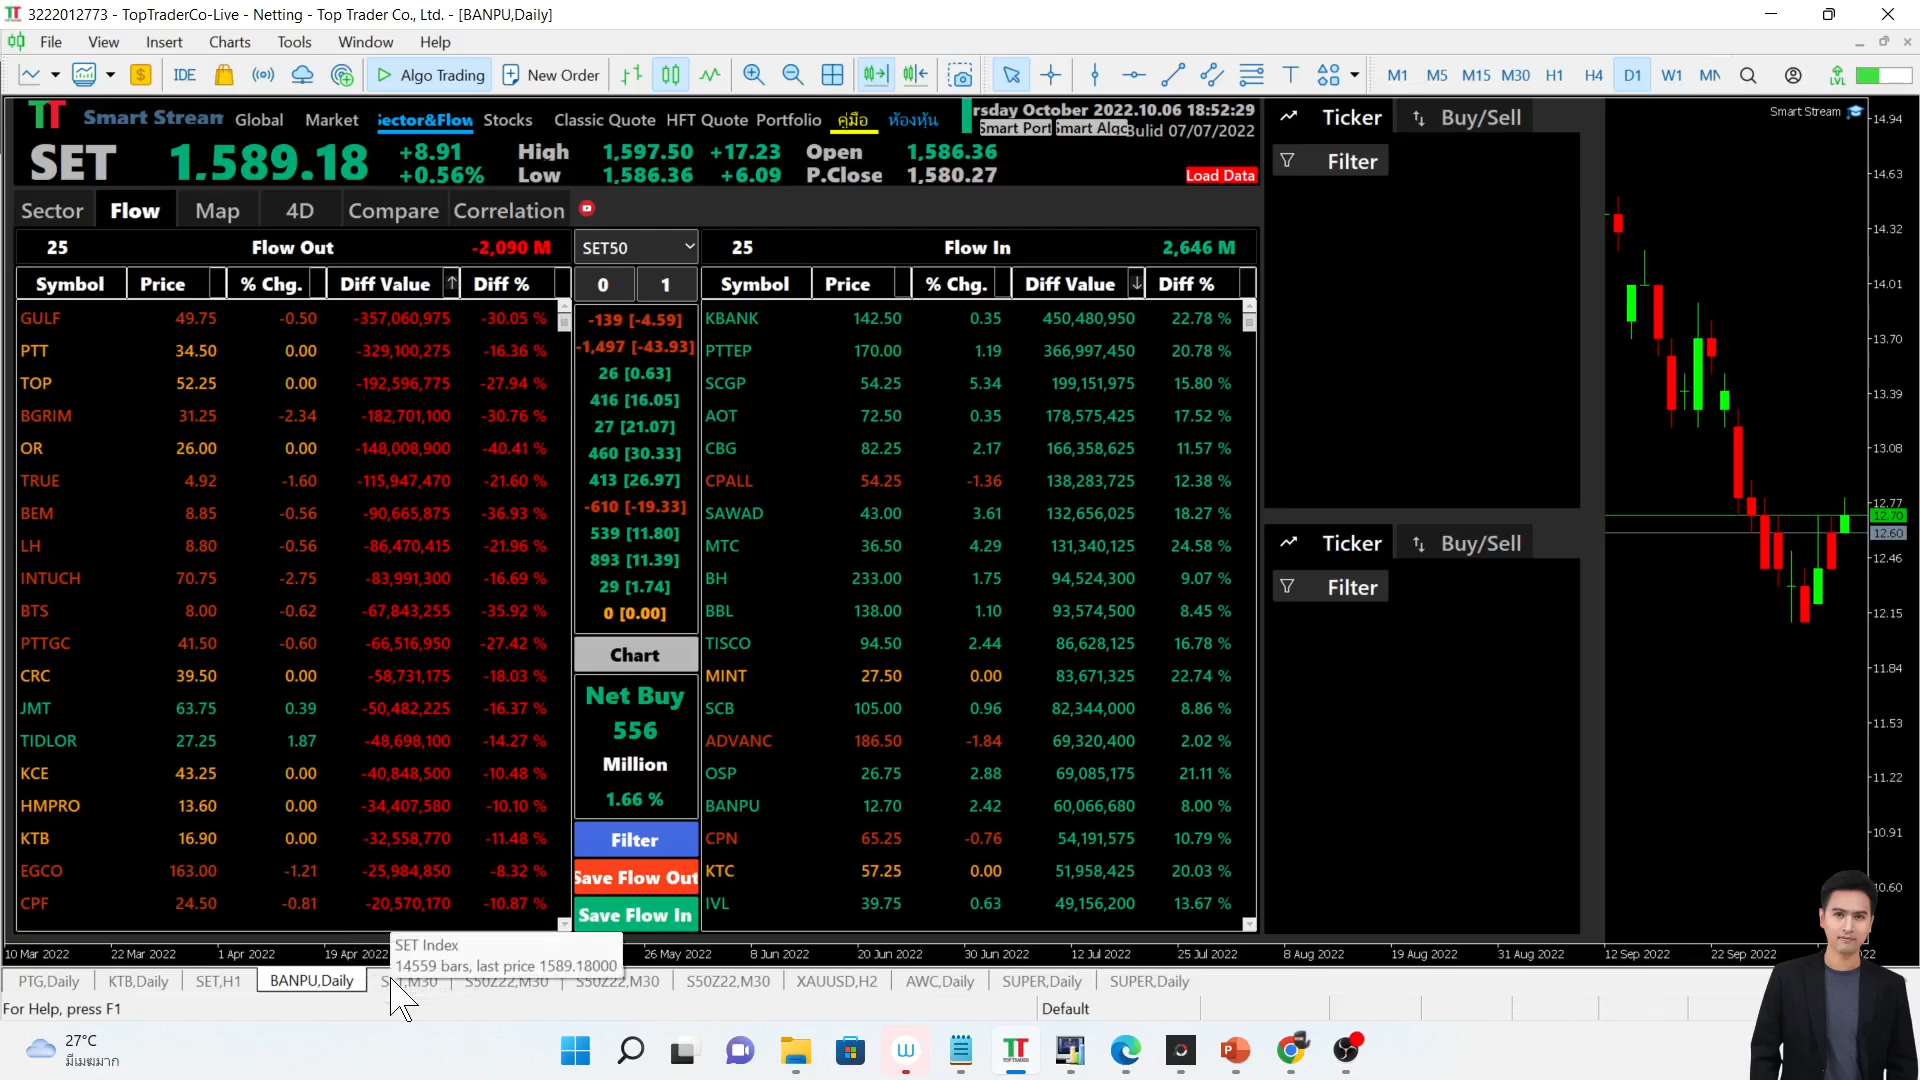 3222012773 - TopTraderCo-Live - Netting - Top Trader Co., Ltd. - [BANPU,Daily]
File View Insert Charts Tools Window Help
IDE Algo Trading New Order M1 M5 M15 M30 H1 H4 D1 W1 MN
TT Smart Stream Global Market Sector&Flow Stocks Classic Quote HFT Quote Portfolio คู่มือ ห้องหุ้น
rsday October 2022.10.06 18:52:29
Smart Port Smart Algo Bulid 07/07/2022
SET 1,589.18 +8.91 +0.56%
High 1,597.50 +17.23 Open 1,586.36
Low 1,586.36 +6.09 P.Close 1,580.27
Load Data
Sector Flow Map 4D Compare Correlation
25 Flow Out -2,090 M SET50 25 Flow In 2,646 M
Symbol Price % Chg. Diff Value ↑ Diff % 0 1 Symbol Price % Chg. Diff Value ↓ Diff %
GULF 49.75 -0.50 -357,060,975 -30.05 %
PTT 34.50 0.00 -329,100,275 -16.36 %
TOP 52.25 0.00 -192,596,775 -27.94 %
BGRIM 31.25 -2.34 -182,701,100 -30.76 %
OR 26.00 0.00 -148,008,900 -40.41 %
TRUE 4.92 -1.60 -115,947,470 -21.60 %
BEM 8.85 -0.56 -90,665,875 -36.93 %
LH 8.80 -0.56 -86,470,415 -21.96 %
INTUCH 70.75 -2.75 -83,991,300 -16.69 %
BTS 8.00 -0.62 -67,843,255 -35.92 %
PTTGC 41.50 -0.60 -66,516,950 -27.42 %
CRC 39.50 0.00 -58,731,175 -18.03 %
JMT 63.75 0.39 -50,482,225 -16.37 %
TIDLOR 27.25 1.87 -48,698,100 -14.27 %
KCE 43.25 0.00 -40,848,500 -10.48 %
HMPRO 13.60 0.00 -34,407,580 -10.10 %
KTB 16.90 0.00 -32,558,770 -11.48 %
EGCO 163.00 -1.21 -25,984,850 -8.32 %
CPF 24.50 -0.81 -20,570,170 -10.87 %
-139 [-4.59]
-1,497 [-43.93]
26 [0.63]
416 [16.05]
27 [21.07]
460 [30.33]
413 [26.97]
-610 [-19.33]
539 [11.80]
893 [11.39]
29 [1.74]
0 [0.00]
Chart
Net Buy
556
Million
1.66 %
Filter
Save Flow Out
Save Flow In
KBANK 142.50 0.35 450,480,950 22.78 %
PTTEP 170.00 1.19 366,997,450 20.78 %
SCGP 54.25 5.34 199,151,975 15.80 %
AOT 72.50 0.35 178,575,425 17.52 %
CBG 82.25 2.17 166,358,625 11.57 %
CPALL 54.25 -1.36 138,283,725 12.38 %
SAWAD 43.00 3.61 132,656,025 18.27 %
MTC 36.50 4.29 131,340,125 24.58 %
BH 233.00 1.75 94,524,300 9.07 %
BBL 138.00 1.10 93,574,500 8.45 %
TISCO 94.50 2.44 86,628,125 16.78 %
MINT 27.50 0.00 83,671,325 22.74 %
SCB 105.00 0.96 82,344,000 8.86 %
ADVANC 186.50 -1.84 69,320,400 2.02 %
OSP 26.75 2.88 69,085,175 21.11 %
BANPU 12.70 2.42 60,066,680 8.00 %
CPN 65.25 -0.76 54,191,575 10.79 %
KTC 57.25 0.00 51,958,425 20.03 %
IVL 39.75 0.63 49,156,200 13.67 %
Ticker Buy/Sell
Filter
Ticker Buy/Sell
Filter
Smart Stream
14.94
14.63
14.32
14.01
13.70
13.39
13.08
12.77
12.70
12.60
12.46
12.15
11.84
11.53
11.22
10.91
10.60
10 Mar 2022 22 Mar 2022 1 Apr 2022 19 Apr 2022 26 May 2022 8 Jun 2022 20 Jun 2022 30 Jun 2022 12 Jul 2022 25 Jul 2022 8 Aug 2022 19 Aug 2022 31 Aug 2022 12 Sep 2022 22 Sep 2022
SET Index
14559 bars, last price 1589.18000
PTG,Daily KTB,Daily SET,H1 BANPU,Daily SET,M30 S50Z22,M30 S50Z22,M30 S50Z22,M30 XAUUSD,H2 AWC,Daily SUPER,Daily SUPER,Daily
For Help, press F1 Default
27°C
มีเมฆมาก